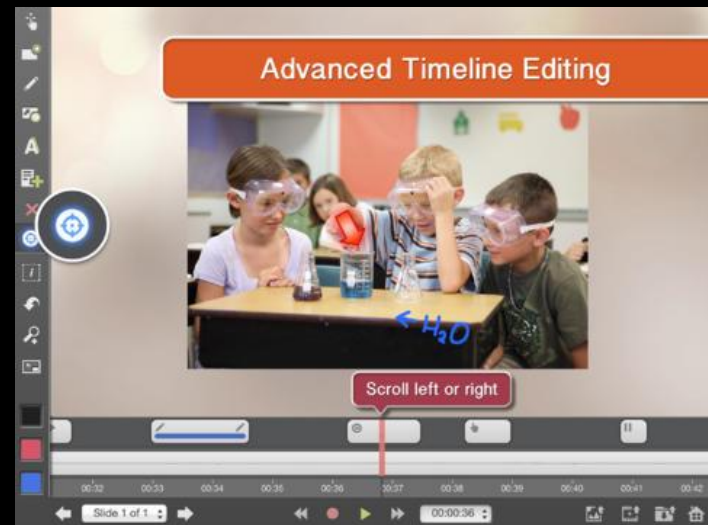 Advanced Timeline Editing
A
i
← H₂O
Scroll left or right
00:32 00:33 00:34 00:35 00:36 00:37 00:38 00:39 00:40 00:41 00:42
Slide 1 of 1
00:00:36